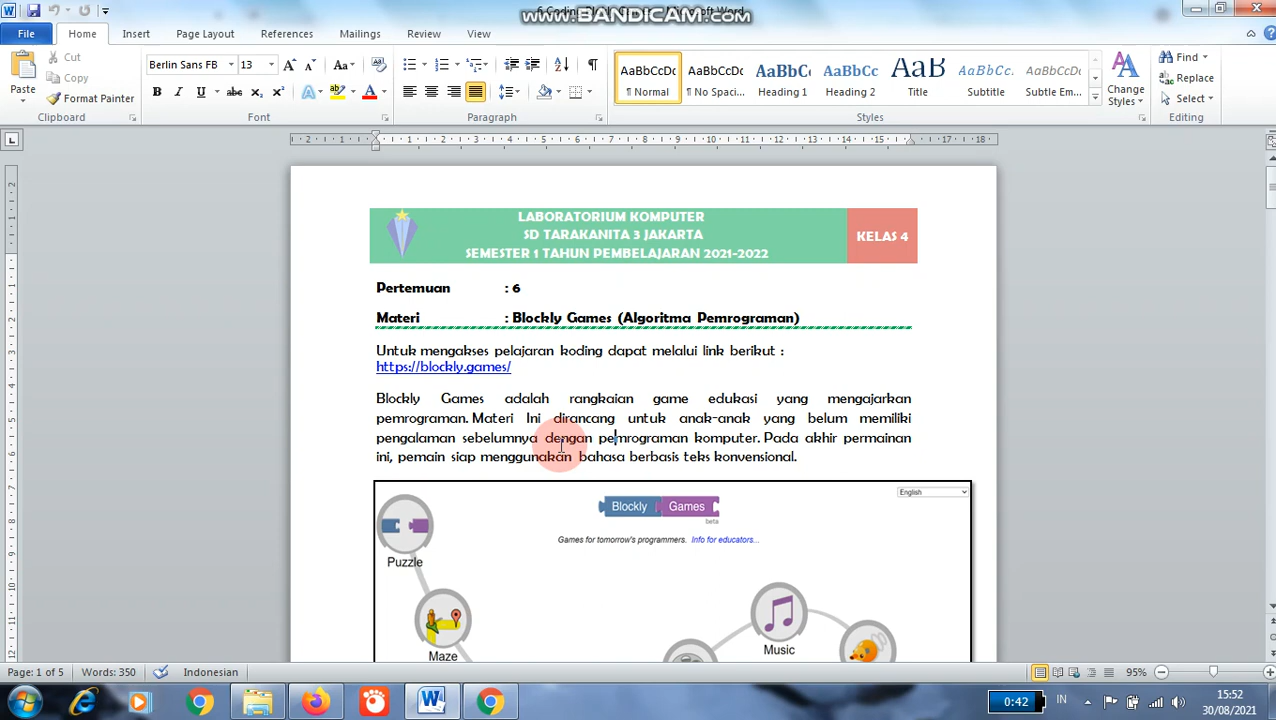 www.BANDICAM.com
File Home Insert Page Layout References Mailings Review View
Cut
Copy
Format Painter
Paste
Clipboard
Berlin Sans FB 13
Font
Paragraph
AaBbCcDc AaBbCcDc AaBbC AaBbCc AaB AaBbCc. AaBbCcDc
¶ Normal ¶ No Spaci... Heading 1 Heading 2 Title Subtitle Subtle Em...
Styles
Change Styles
Find
Replace
Select
Editing
LABORATORIUM KOMPUTER
SD TARAKANITA 3 JAKARTA
SEMESTER 1 TAHUN PEMBELAJARAN 2021-2022
KELAS 4
Pertemuan : 6
Materi : Blockly Games (Algoritma Pemrograman)
Untuk mengakses pelajaran koding dapat melalui link berikut :
https://blockly.games/
Blockly Games adalah rangkaian game edukasi yang mengajarkan
pemrograman. Materi Ini dirancang untuk anak-anak yang belum memiliki
pengalaman sebelumnya dengan pemrograman komputer. Pada akhir permainan
ini, pemain siap menggunakan bahasa berbasis teks konvensional.
Blockly Games
beta
English
Games for tomorrow's programmers. Info for educators...
Puzzle
Maze
Music
Page: 1 of 5 Words: 350 Indonesian 95%
0:42 IN 15:52
30/08/2021